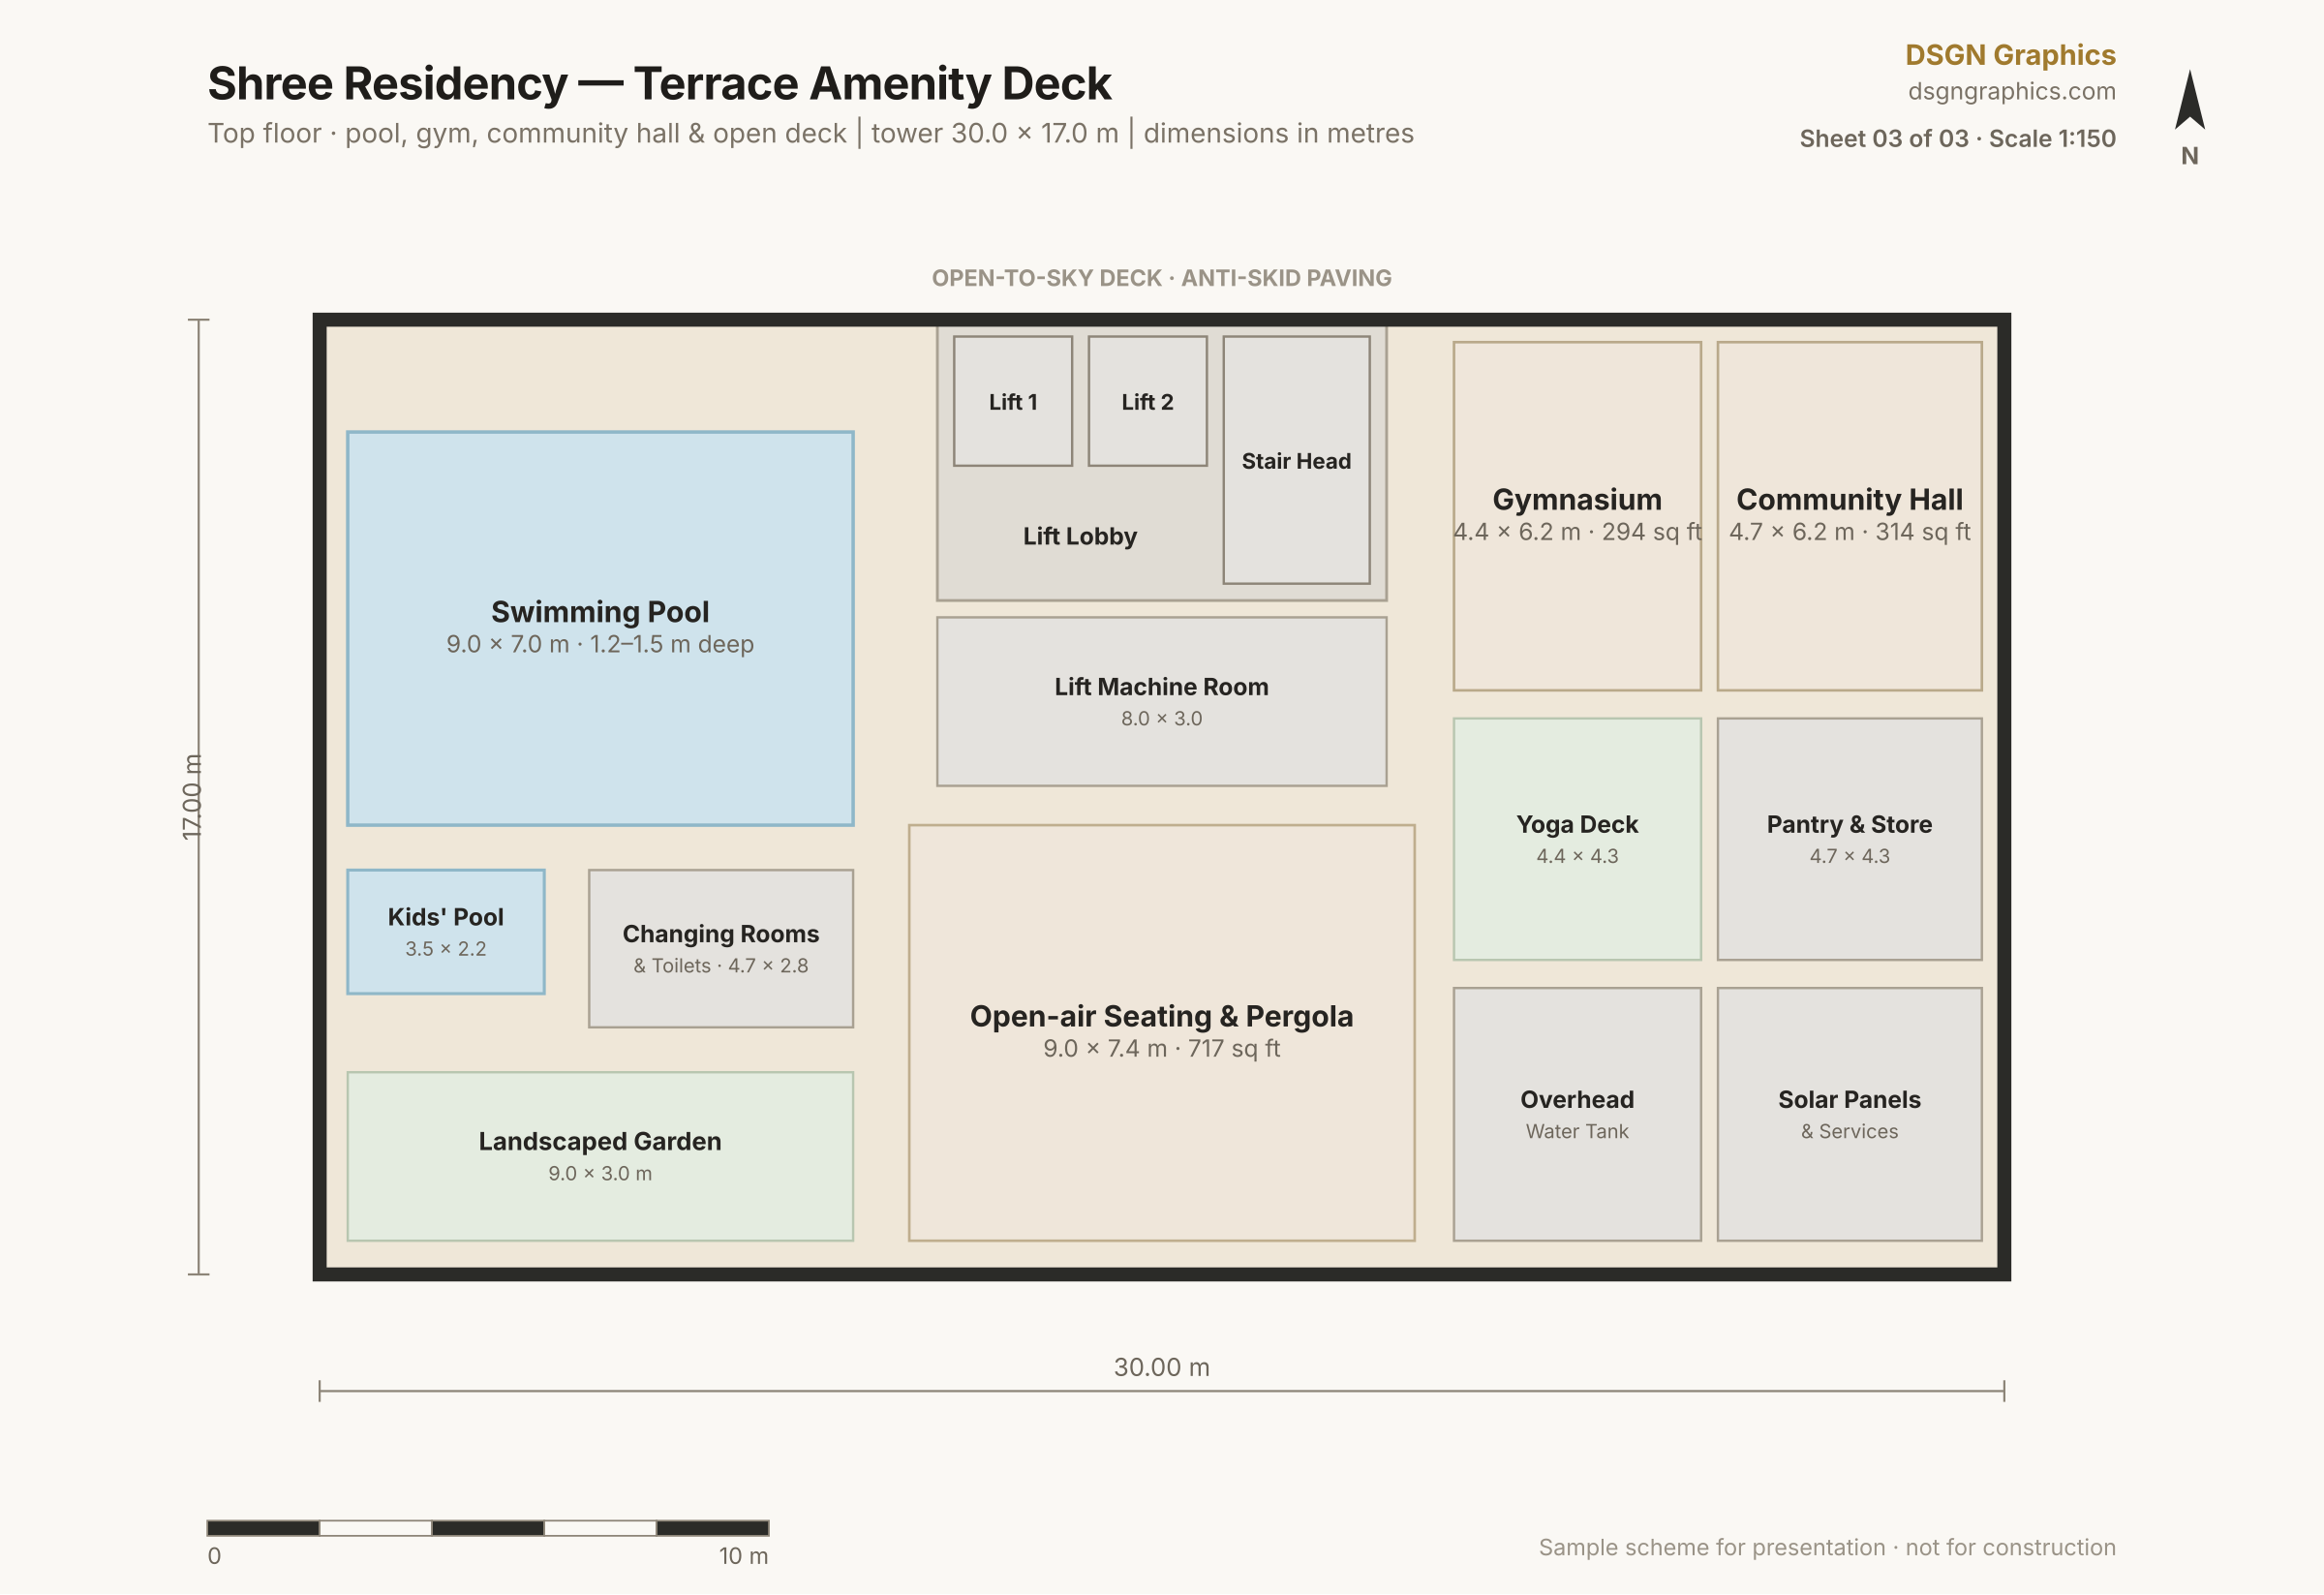 Shree Residency — Terrace Amenity Deck
Top floor · pool, gym, community hall & open deck | tower 30.0 × 17.0 m | dimensions in metres
DSGN Graphics
dsgngraphics.com
Sheet 03 of 03 · Scale 1:150
N
OPEN-TO-SKY DECK · ANTI-SKID PAVING
Lift 1
Lift 2
Stair Head
Lift Lobby
Gymnasium
4.4 × 6.2 m · 294 sq ft
Community Hall
4.7 × 6.2 m · 314 sq ft
Swimming Pool
9.0 × 7.0 m · 1.2–1.5 m deep
Lift Machine Room
8.0 × 3.0
17.00 m
Yoga Deck
4.4 × 4.3
Pantry & Store
4.7 × 4.3
Kids' Pool
3.5 × 2.2
Changing Rooms
& Toilets · 4.7 × 2.8
Open-air Seating & Pergola
9.0 × 7.4 m · 717 sq ft
Overhead
Water Tank
Solar Panels
& Services
Landscaped Garden
9.0 × 3.0 m
30.00 m
0
10 m
Sample scheme for presentation · not for construction